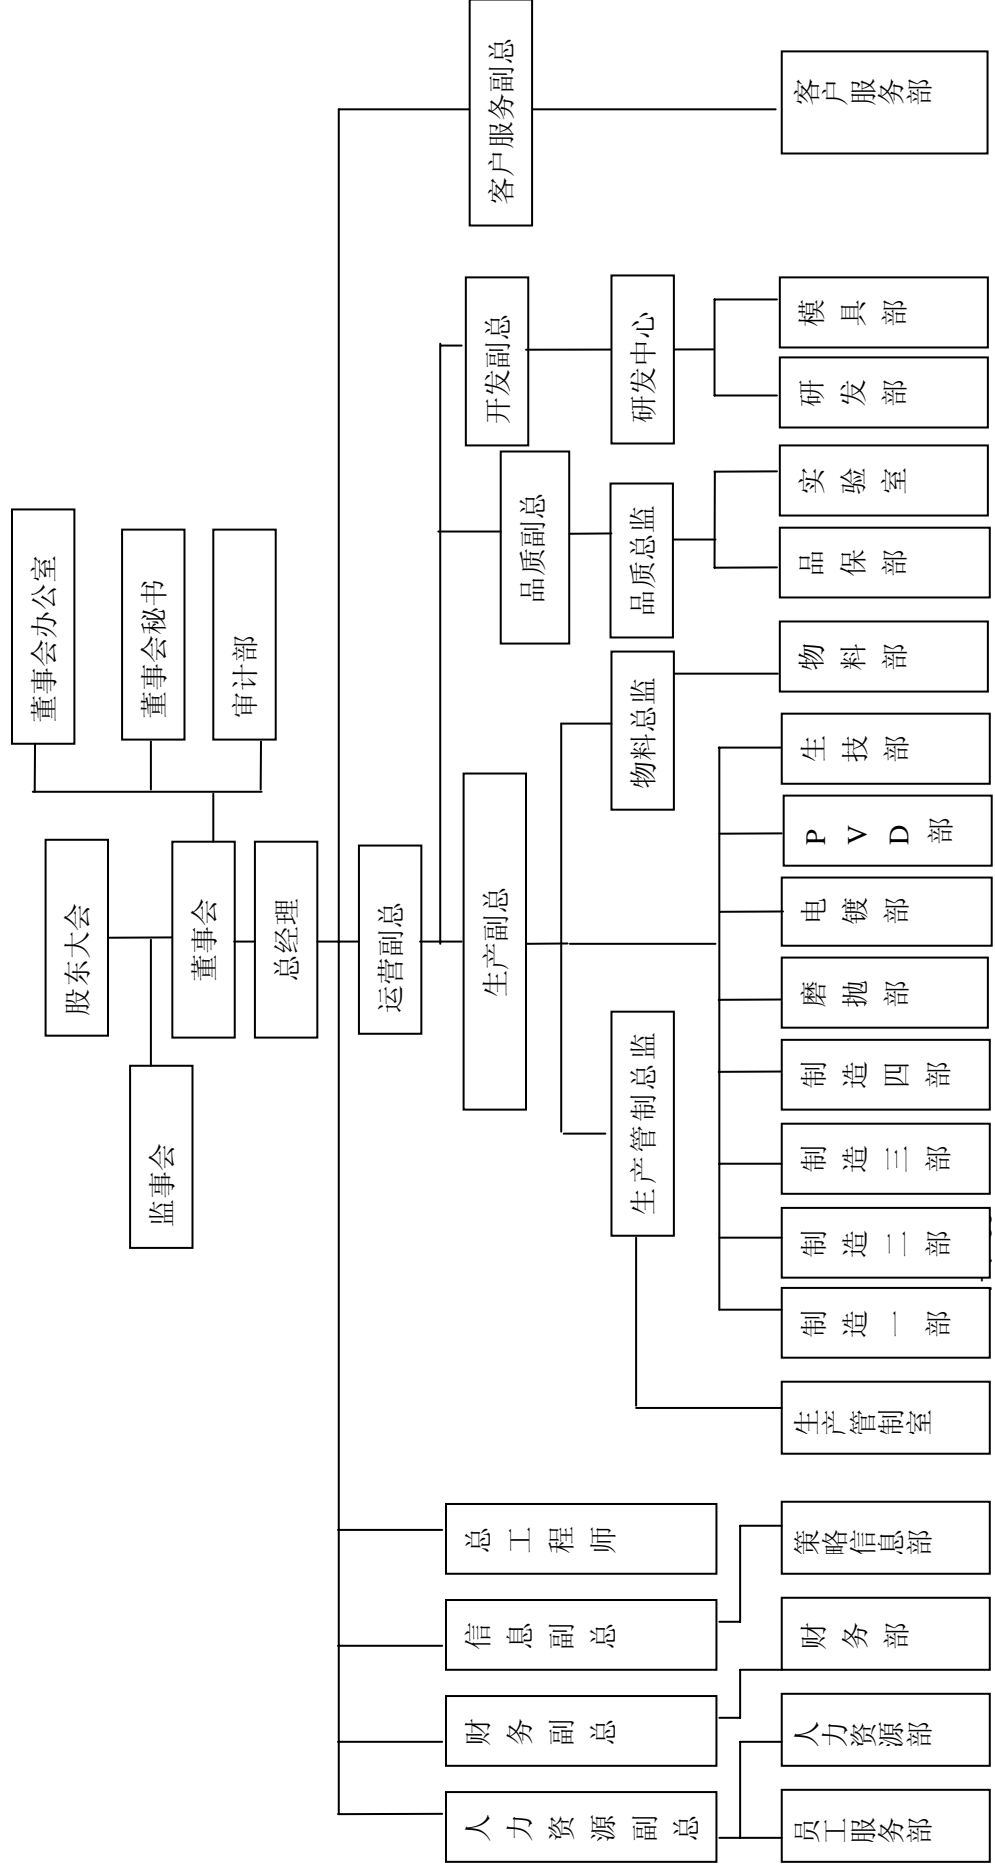 股东大会
监事会
董事会
董事会办公室
董事会秘书
审计部
总经理
运营副总
人力资源副总
财务副总
信息副总
总工程师
生产副总
品质副总
开发副总
客户服务副总
生产管制总监
物料总监
品质总监
研发中心
员工服务部
人力资源部
财务部
策略信息部
生产管制室
制造一部
制造二部
制造三部
制造四部
磨抛部
电镀部
PVD部
生技部
物料部
品保部
实验室
研发部
模具部
客户服务部